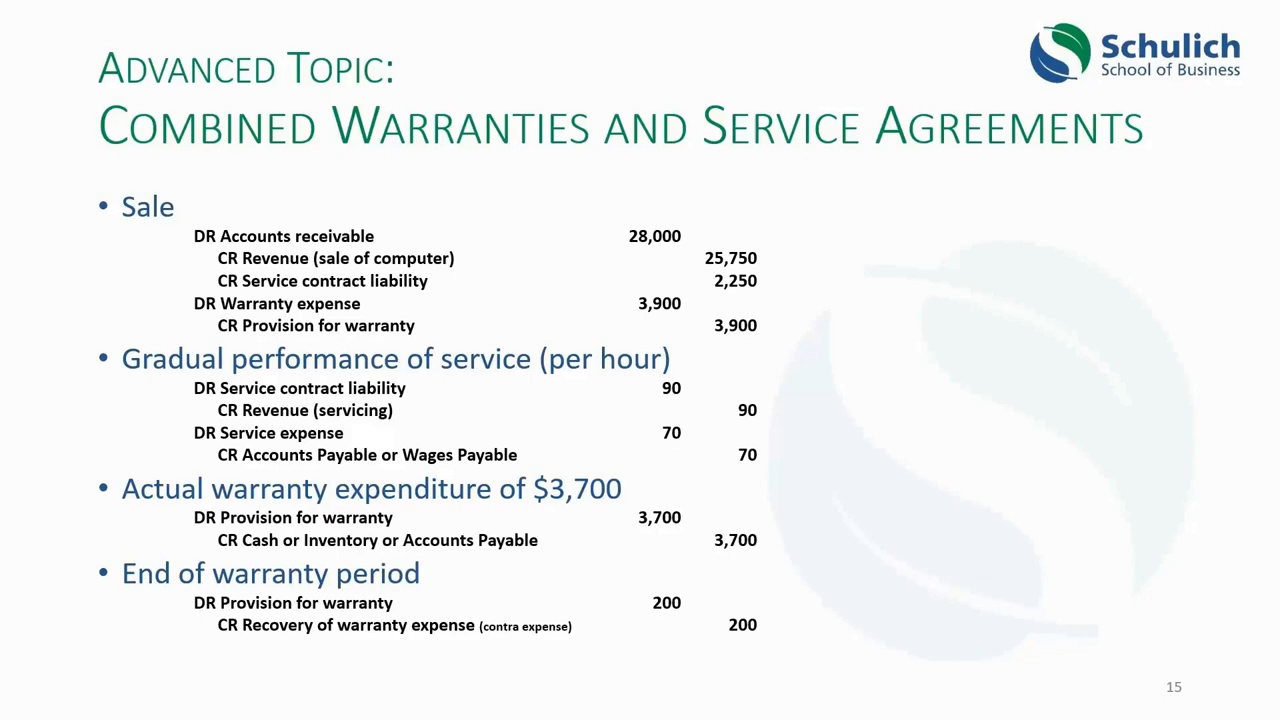 ADVANCED TOPIC:
COMBINED WARRANTIES AND SERVICE AGREEMENTS
Schulich
School of Business
• Sale
DR Accounts receivable 28,000
CR Revenue (sale of computer) 25,750
CR Service contract liability 2,250
DR Warranty expense 3,900
CR Provision for warranty 3,900
• Gradual performance of service (per hour)
DR Service contract liability 90
CR Revenue (servicing) 90
DR Service expense 70
CR Accounts Payable or Wages Payable 70
• Actual warranty expenditure of $3,700
DR Provision for warranty 3,700
CR Cash or Inventory or Accounts Payable 3,700
• End of warranty period
DR Provision for warranty 200
CR Recovery of warranty expense (contra expense) 200
15